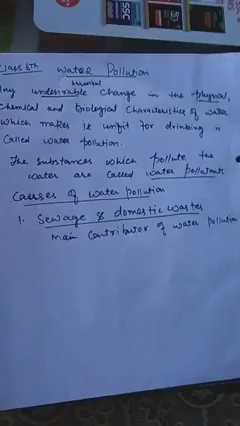 Class 6th Water Pollution
harmful
Any undesirable change in the physical,
Chemical and Biological Characteristics of water
which makes it unfit for drinking is
Called water pollution.
The substances which pollute the
water are called water pollutants
Causes of water pollution
1. Sewage & domestic wastes
main contributor of water pollution